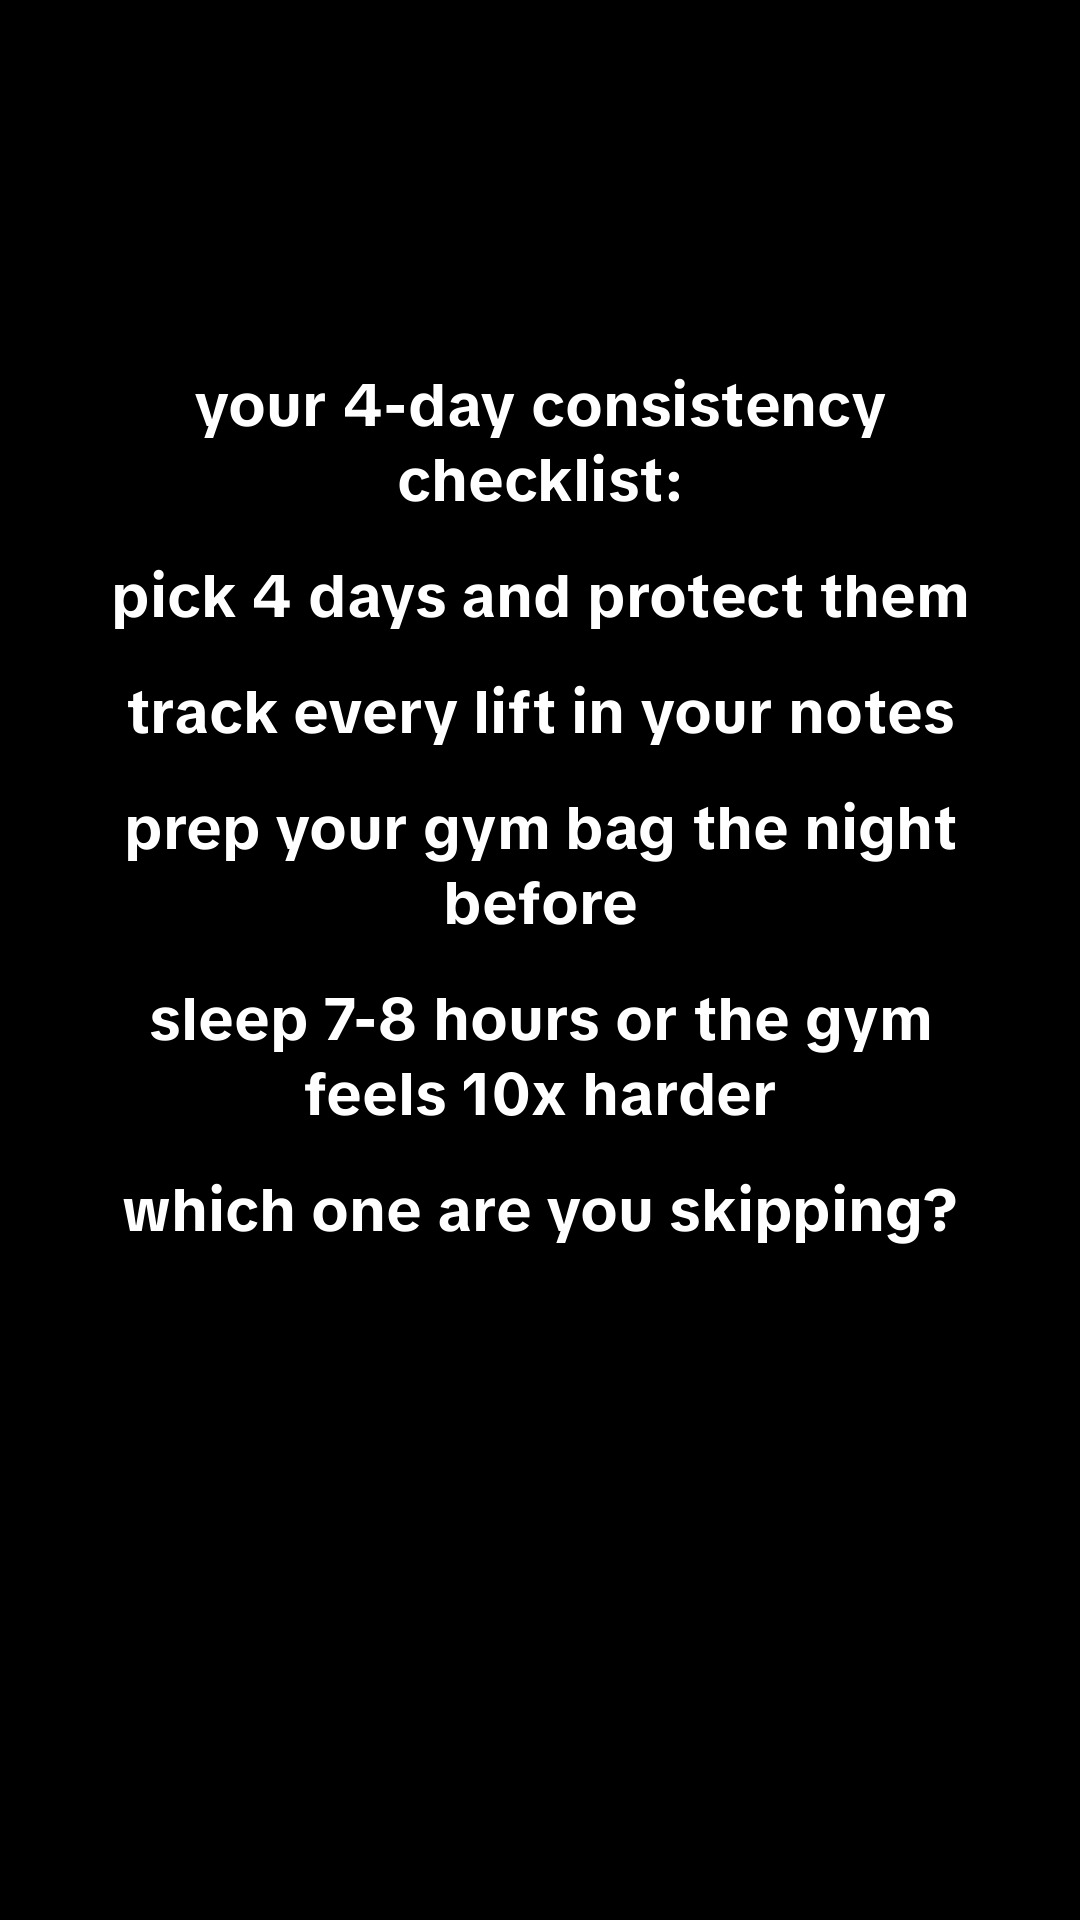 your 4-day consistency
checklist:
pick 4 days and protect them
track every lift in your notes
prep your gym bag the night
before
sleep 7-8 hours or the gym
feels 10x harder
which one are you skipping?